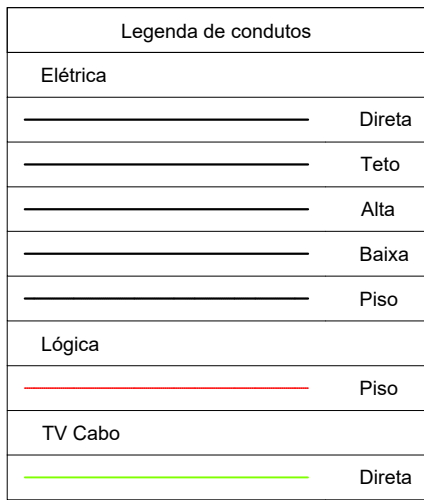 Legenda de condutos
Elétrica
Direta
Teto
Alta
Baixa
Piso
Lógica
Piso
TV Cabo
Direta